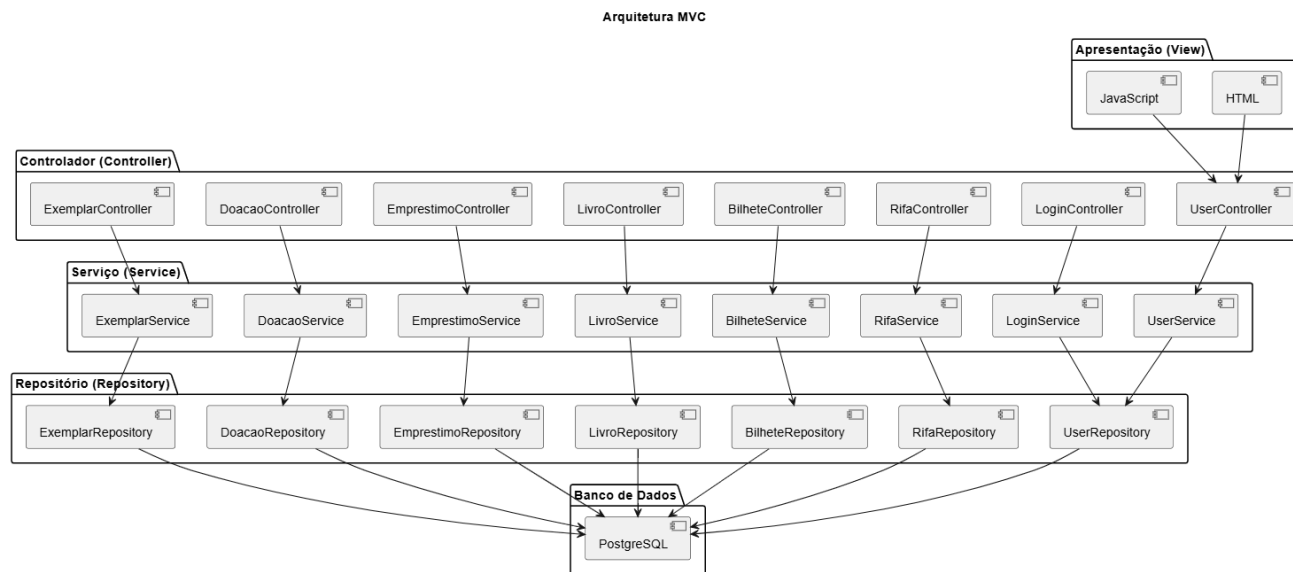 Arquitetura MVC
Apresentação (View)
JavaScript
HTML
Controlador (Controller)
ExemplarController
DoacaoController
EmprestimoController
LivroController
BilheteController
RifaController
LoginController
UserController
Serviço (Service)
ExemplarService
DoacaoService
EmprestimoService
LivroService
BilheteService
RifaService
LoginService
UserService
Repositório (Repository)
ExemplarRepository
DoacaoRepository
EmprestimoRepository
LivroRepository
BilheteRepository
RifaRepository
UserRepository
Banco de Dados
PostgreSQL